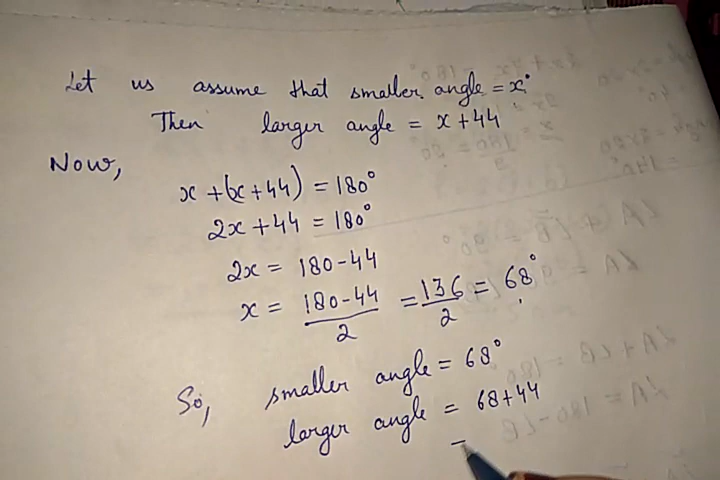 Let us assume that smaller angle = x°
Then larger angle = x + 44
Now,
x + (x + 44) = 180°
2x + 44 = 180°
2x = 180 - 44
x = 180 - 44 / 2 = 136 / 2 = 68°
So, smaller angle = 68°
larger angle = 68 + 44
=